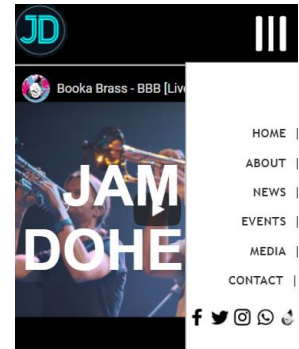 JD
Booka Brass - BBB [Liv
JAM
DOHE
HOME |
ABOUT |
NEWS |
EVENTS |
MEDIA |
CONTACT |